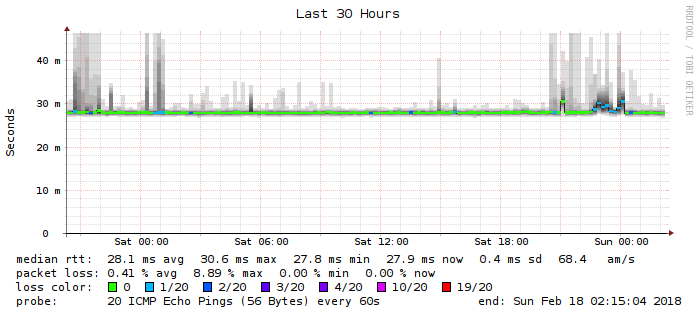 Last 30 Hours
RRDTOOL / TOBI OETIKER
Seconds
40 m
30 m
20 m
10 m
0
Sat 00:00 Sat 06:00 Sat 12:00 Sat 18:00 Sun 00:00
median rtt: 28.1 ms avg 30.6 ms max 27.8 ms min 27.9 ms now 0.4 ms sd 68.4 am/s
packet loss: 0.41 % avg 8.89 % max 0.00 % min 0.00 % now
loss color: 0 1/20 2/20 3/20 4/20 10/20 19/20
probe: 20 ICMP Echo Pings (56 Bytes) every 60s end: Sun Feb 18 02:15:04 2018